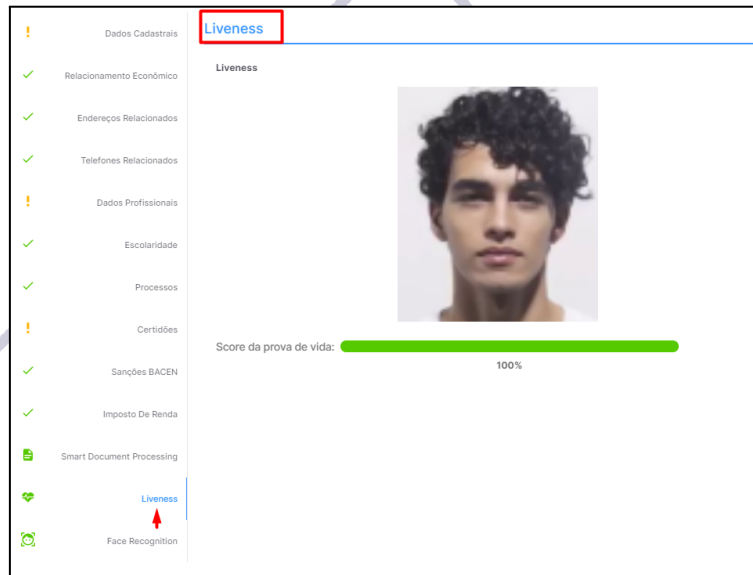 Dados Cadastrais
Relacionamento Econômico
Endereços Relacionados
Telefones Relacionados
Dados Profissionais
Escolaridade
Processos
Certidões
Sanções BACEN
Imposto De Renda
Smart Document Processing
Liveness
Face Recognition
Liveness
Liveness
Score da prova de vida:
100%